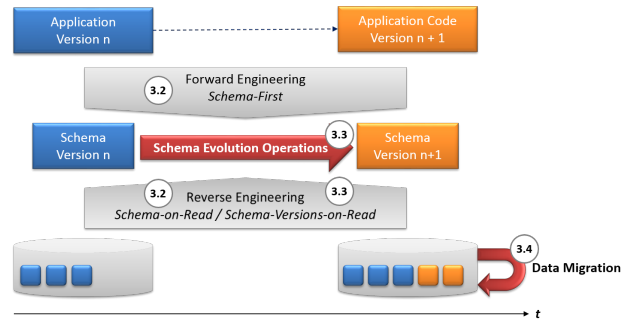 Application
Version n
Application Code
Version n + 1
Forward Engineering
3.2
Schema-First
Schema
Version n
Schema Evolution Operations
3.3
Schema
Version n+1
3.2
Reverse Engineering
3.3
Schema-on-Read / Schema-Versions-on-Read
3.4
Data Migration
t